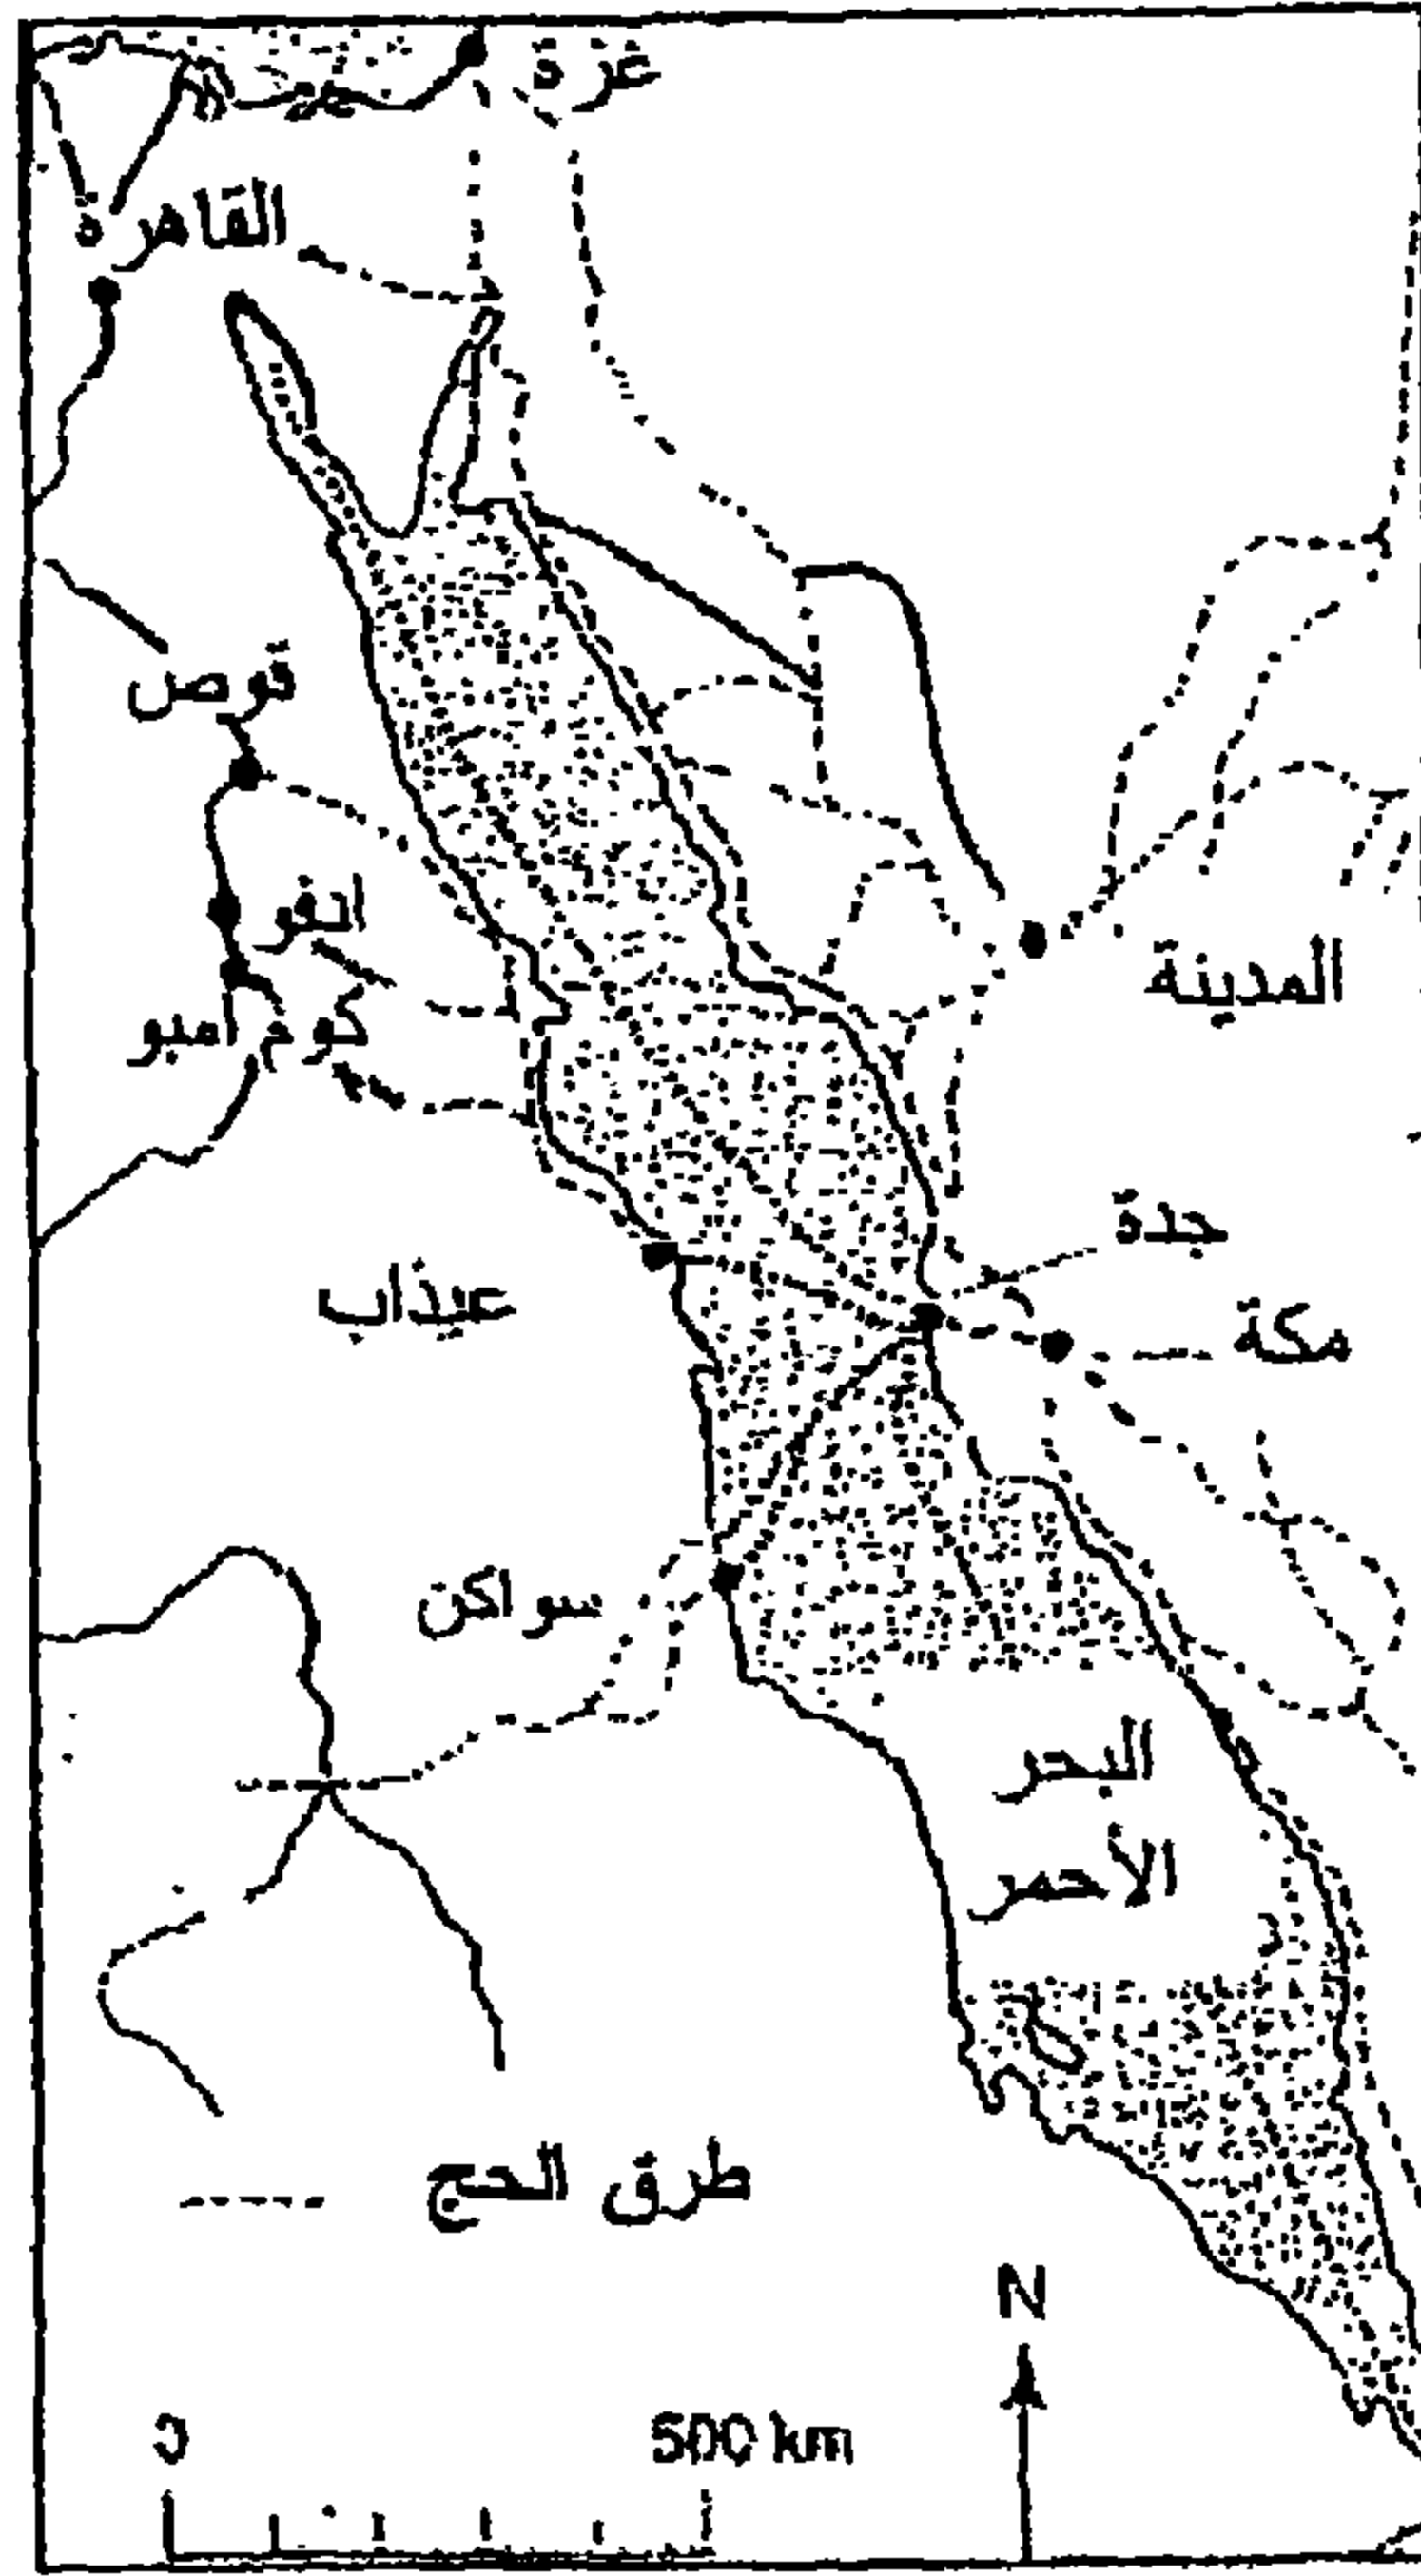 غزة
القاهرة
قوص
ادفو
كوم امبو
المدينة
جدة
عيذاب
مكة
سواكن
البحر
الأحمر
طرق الحج
N
0 500 km